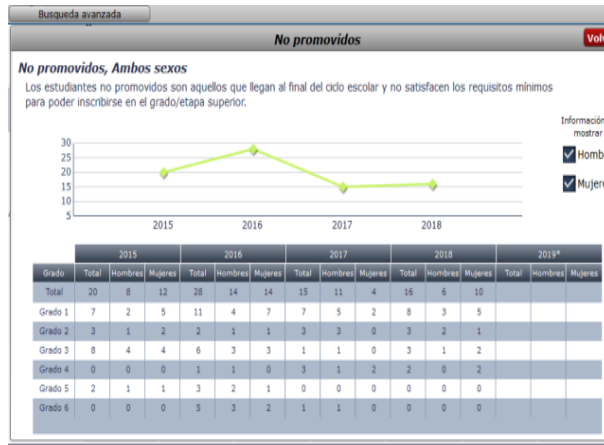 Busqueda avanzada
No promovidos
Volv
No promovidos, Ambos sexos
Los estudiantes no promovidos son aquellos que llegan al final del ciclo escolar y no satisfacen los requisitos mínimos
para poder inscribirse en el grado/etapa superior.
Información
mostrar
Homb
Mujere
30
25
20
15
10
5
2015 2016 2017 2018
2015 2016 2017 2018 2019*
Grado Total Hombres Mujeres Total Hombres Mujeres Total Hombres Mujeres Total Hombres Mujeres Total Hombres Mujeres
Total 20 8 12 28 14 14 15 11 4 16 6 10
Grado 1 7 2 5 11 4 7 7 5 2 8 3 5
Grado 2 3 1 2 2 1 1 3 3 0 3 2 1
Grado 3 8 4 4 6 3 3 1 1 0 3 1 2
Grado 4 0 0 0 1 1 0 3 1 2 2 0 2
Grado 5 2 1 1 3 2 1 0 0 0 0 0 0
Grado 6 0 0 0 5 3 2 1 1 0 0 0 0